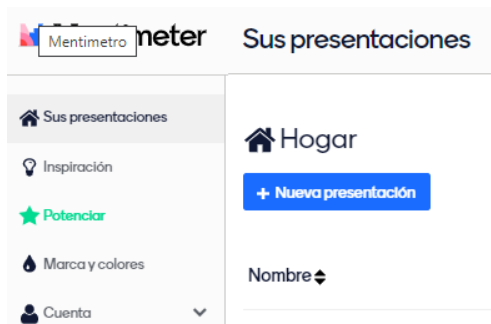 meter
Mentimetro
Sus presentaciones
Sus presentaciones
Inspiración
Potenciar
Marca y colores
Cuenta
Hogar
+ Nueva presentación
Nombre